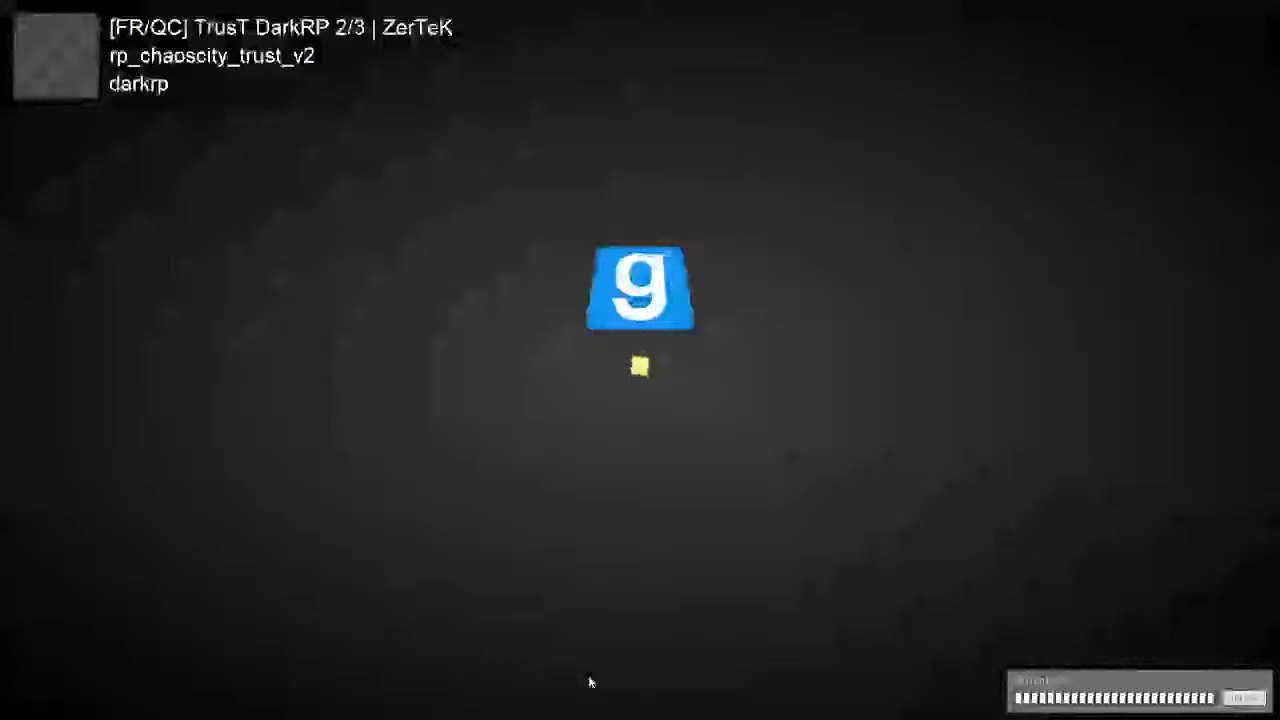 [FR/QC] TrusT DarkRP 2/3 | ZerTeK
rp_chaoscity_trust_v2
darkrp
g